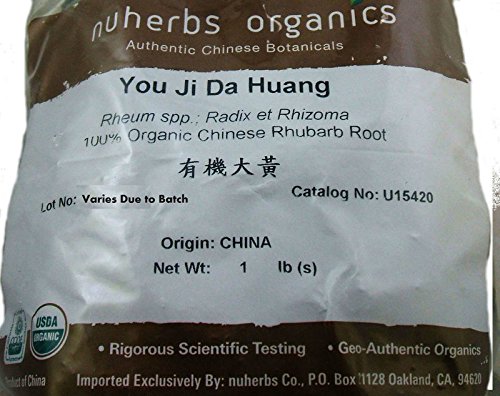 nuherbs organics
Authentic Chinese Botanicals
You Ji Da Huang
Rheum spp.; Radix et Rhizoma
100% Organic Chinese Rhubarb Root
有機大黃
Lot No: Varies Due to Batch
Catalog No: U15420
Origin: CHINA
Net Wt: 1 lb (s)
USDA
ORGANIC
• Rigorous Scientific Testing • Geo-Authentic Organics
Product of China
Imported Exclusively By: nuherbs Co., P.O. Box 1128 Oakland, CA, 94620